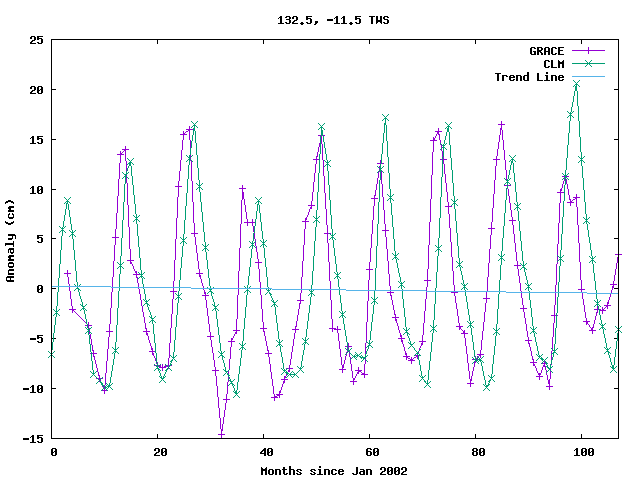 132.5, -11.5 TWS
25
20
15
10
5
0
-5
-10
-15
Anomaly (cm)
GRACE
CLM
Trend Line
0 20 40 60 80 100
Months since Jan 2002